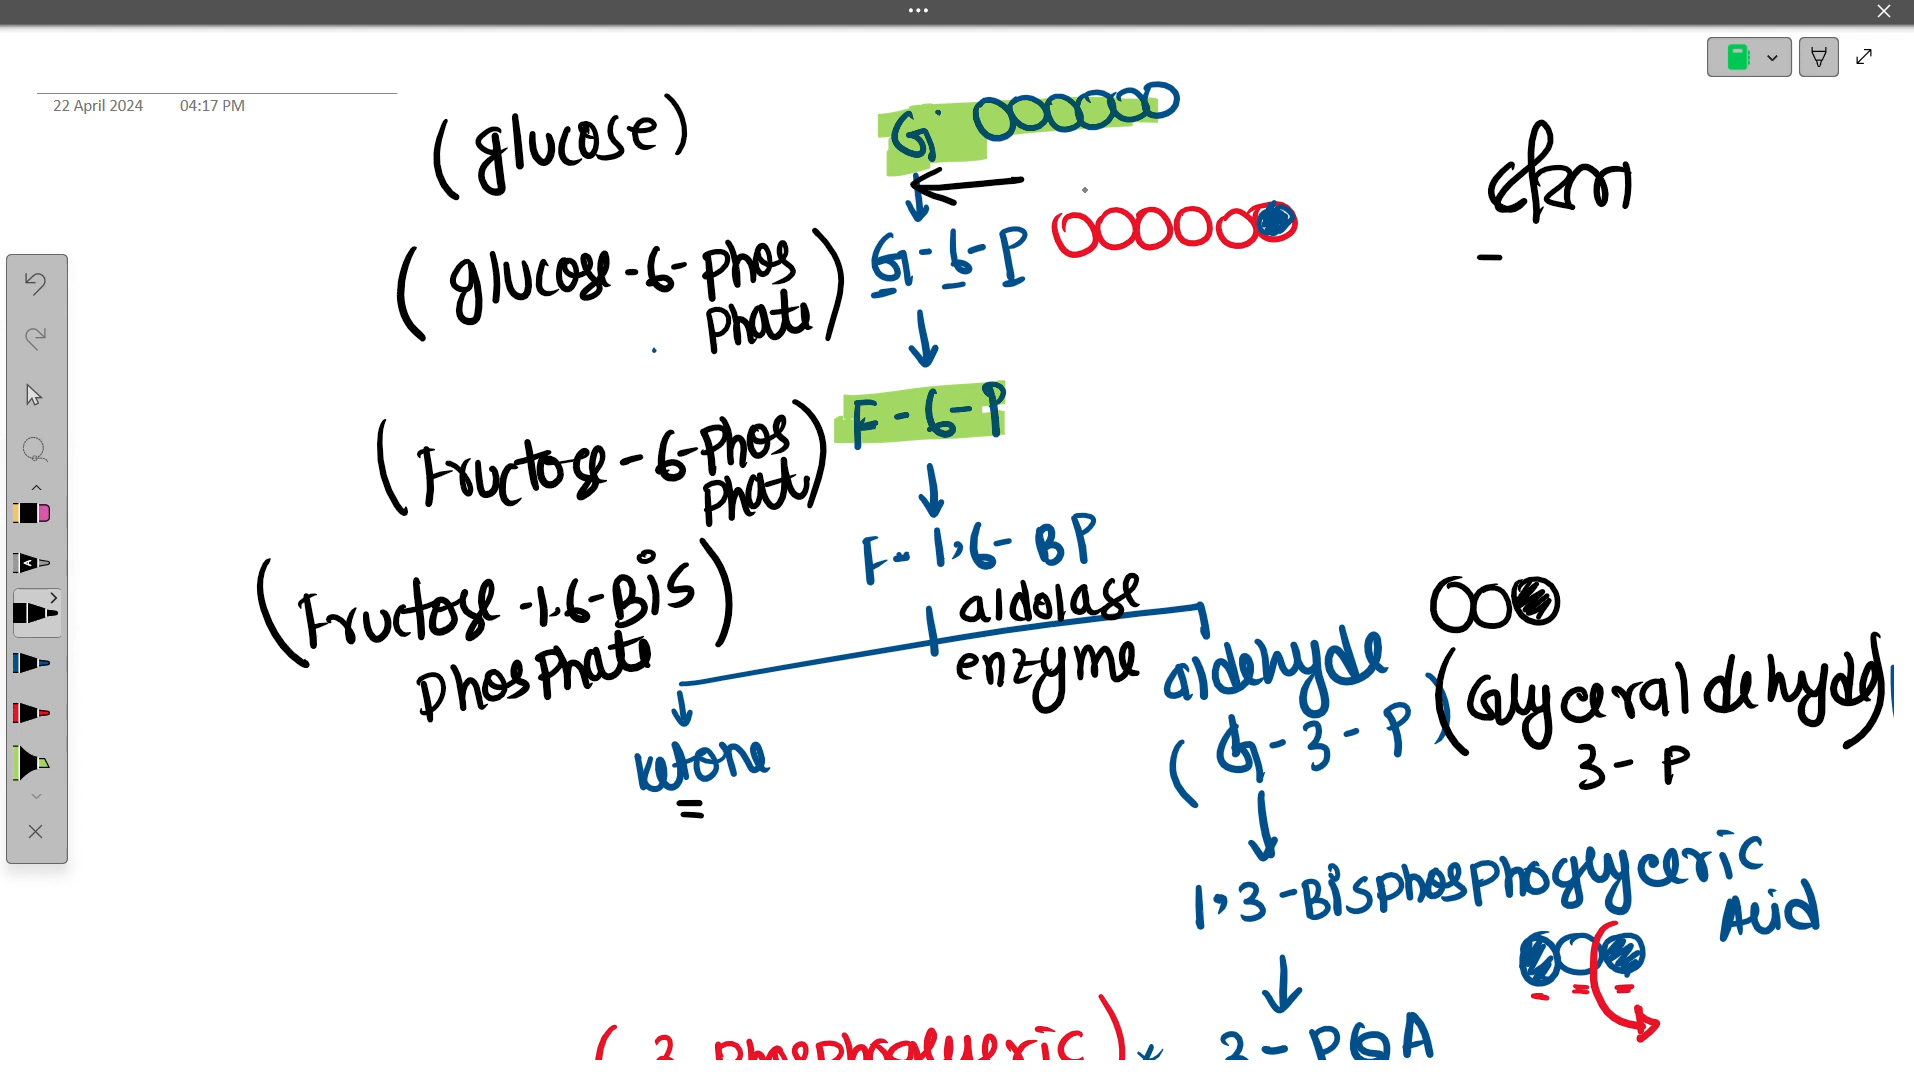 22 April 2024 04:17 PM
(glucose) G
(glucose-6-Phos
Phate) G-6-P
(Fructose-6-Phos
Phate) F-6-P
F-1,6-BP
(Fructose-1,6-Bis
Phosphate)
aldolase
enzyme
aldehyde
(G-3-P)
(Glyceraldehyde)
3-P
ketone
=
1,3-Bisphosphoglyceric
Acid
(3 phosphoglyceric) 3-PGA